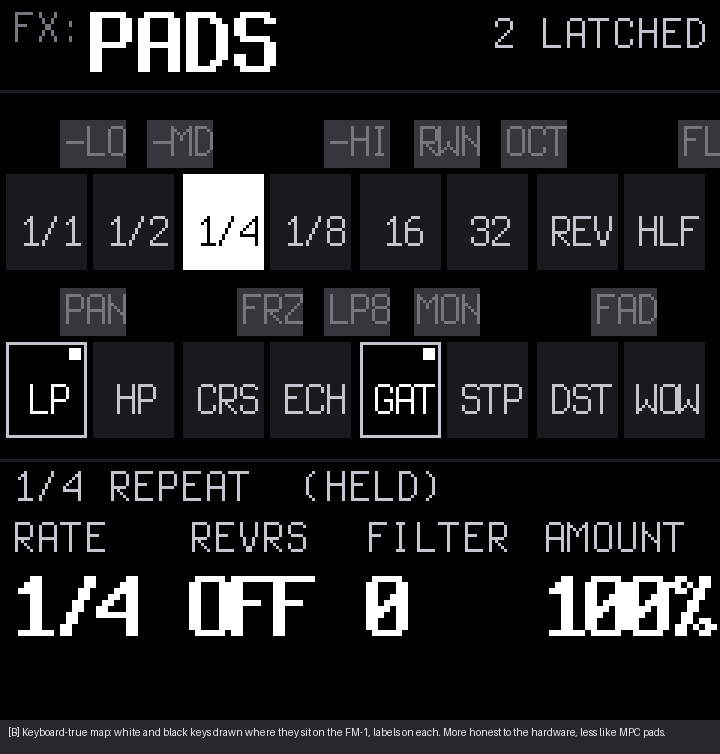 FX: PADS 2 LATCHED
-LO -MD -HI RWN OCT FL
1/1 1/2 1/4 1/8 16 32 REV HLF
PAN FRZ LP8 MON FAD
LP HP CRS ECH GAT STP DST WOW
1/4 REPEAT (HELD)
RATE REVRS FILTER AMOUNT
1/4 OFF 0 100%
[B] Keyboard-true map: white and black keys drawn where they sit on the FM-1, labels on each. More honest to the hardware, less like MPC pads.